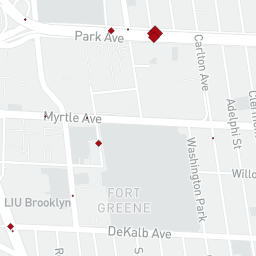 Park Ave
Carlton Ave
Myrtle Ave
Adelphi St
Washington Park
LIU Brooklyn
FORT
GREENE
DeKalb Ave